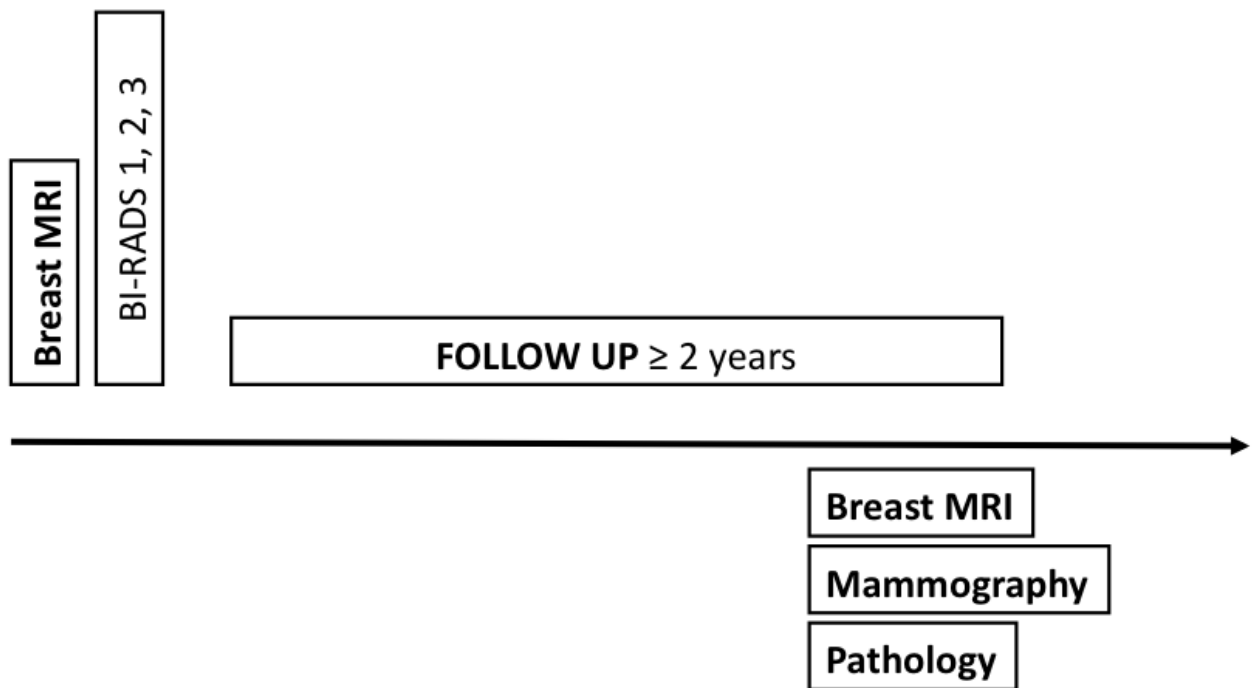 Breast MRI
BI-RADS 1, 2, 3
FOLLOW UP ≥ 2 years
Breast MRI
Mammography
Pathology